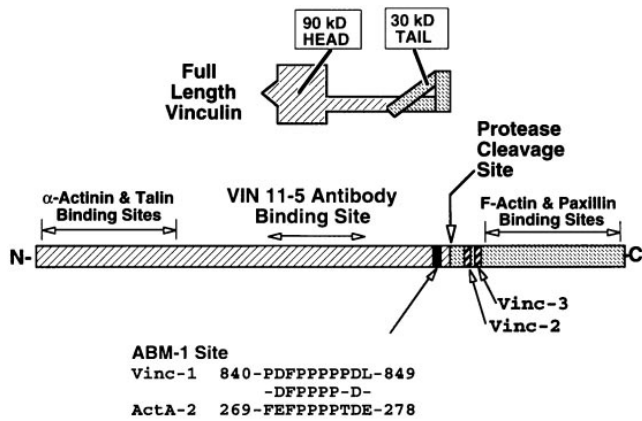 90 kD
HEAD
30 kD
TAIL
Full
Length
Vinculin
Protease
Cleavage
Site
α-Actinin & Talin
Binding Sites
VIN 11-5 Antibody
Binding Site
F-Actin & Paxillin
Binding Sites
N-
-C
Vinc-3
Vinc-2
ABM-1 Site
Vinc-1 840-PDFPPPPPDL-849
-DFPPPP-D-
ActA-2 269-FEFPPPPTDE-278